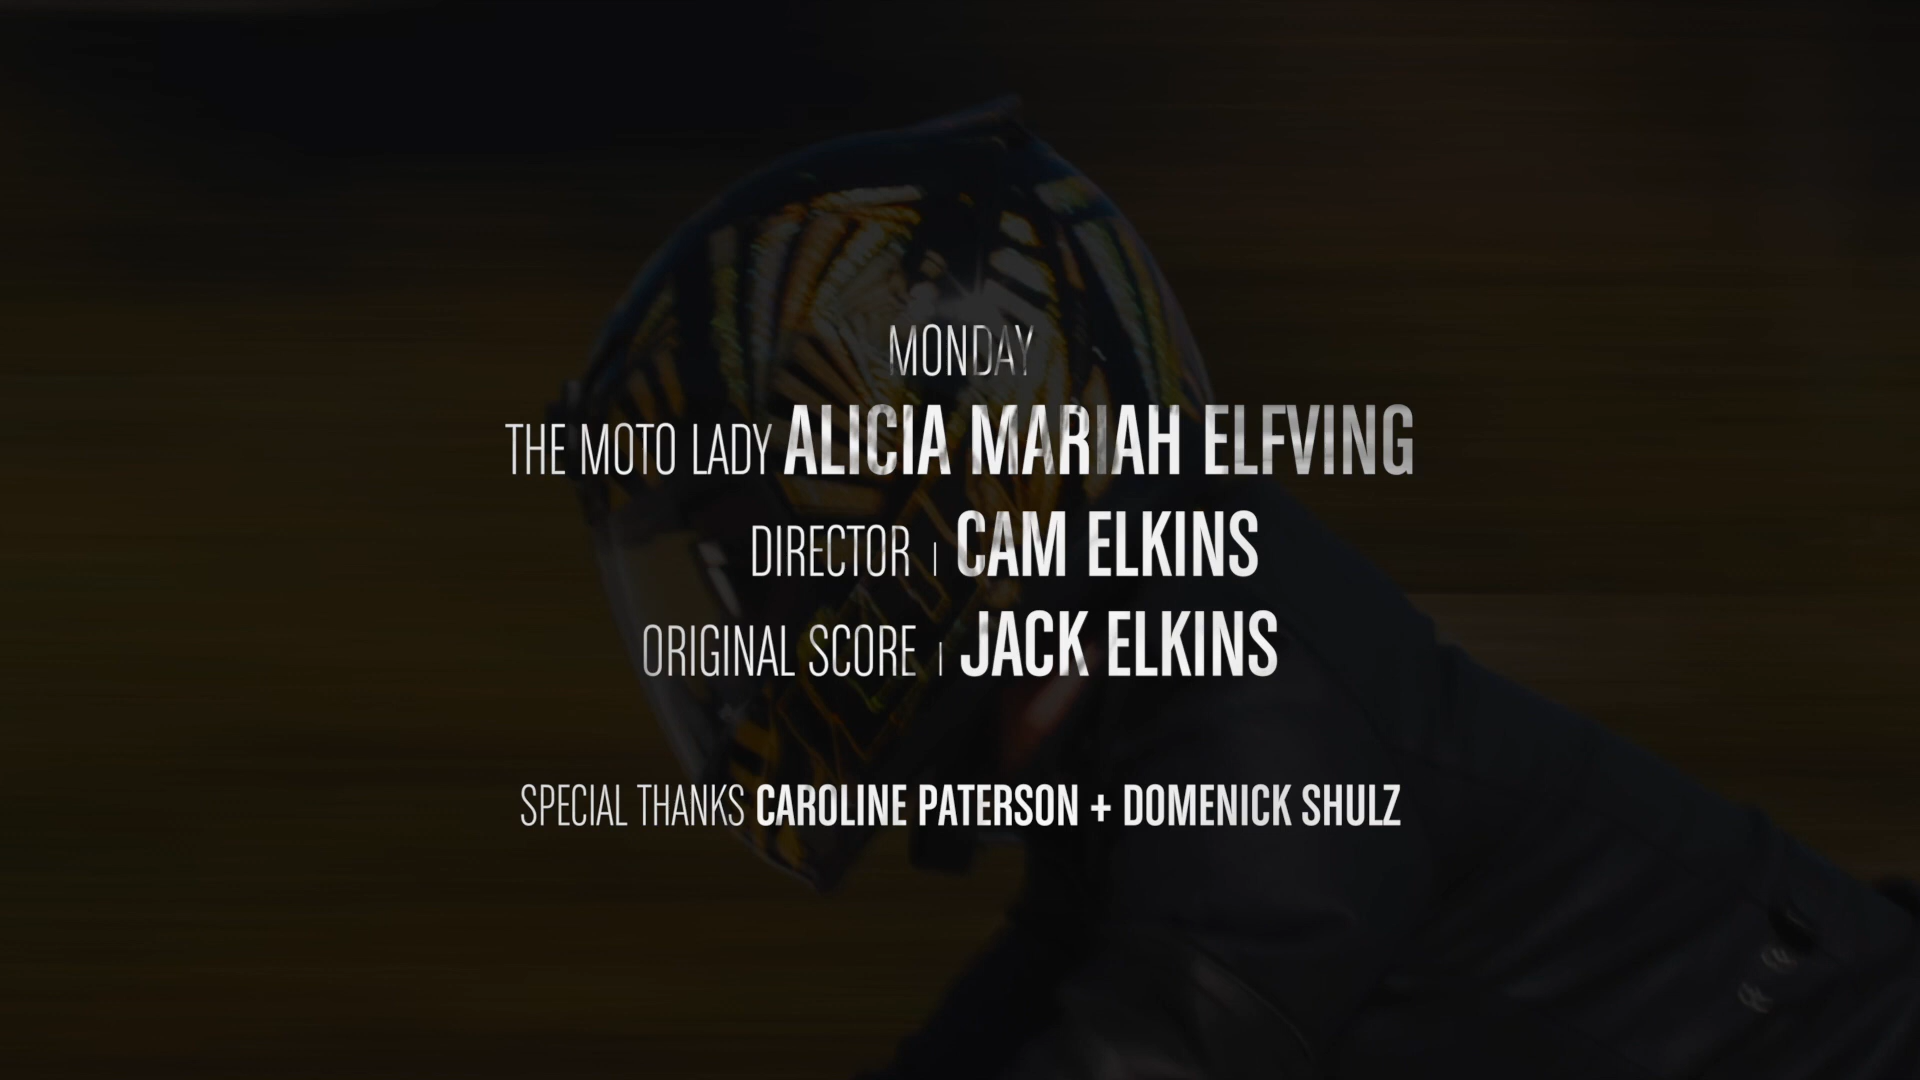 MONDAY
THE MOTO LADY ALICIA MARIAH ELFVING
DIRECTOR | CAM ELKINS
ORIGINAL SCORE | JACK ELKINS
SPECIAL THANKS CAROLINE PATERSON + DOMENICK SHULZ